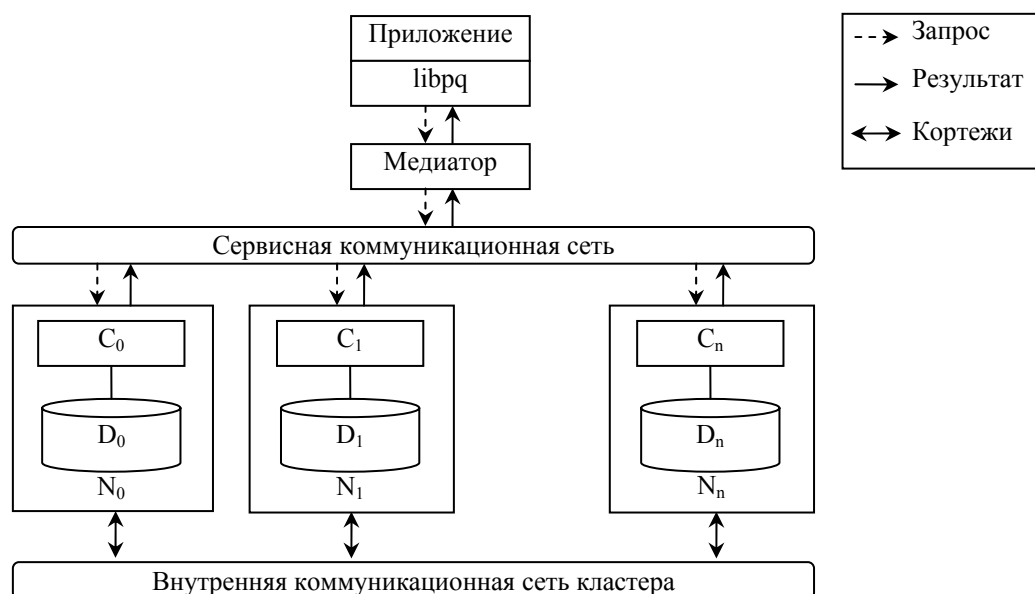 Приложение
libpq
Медиатор
Запрос
Результат
Кортежи
Сервисная коммуникационная сеть
C₀
C₁
Cₙ
D₀
D₁
Dₙ
N₀
N₁
Nₙ
Внутренняя коммуникационная сеть кластера